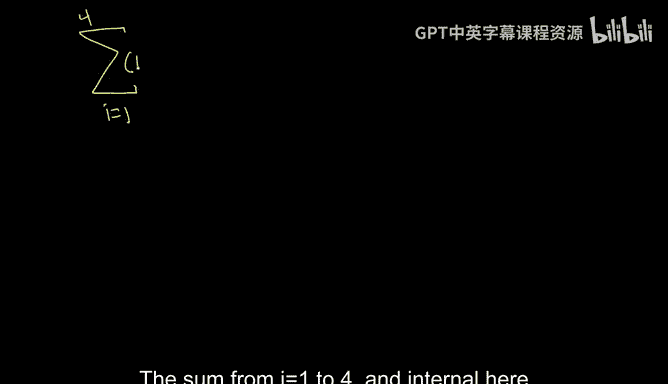 GPT中英字幕课程资源 bilibili
4
Σ (1
i=1
The sum from i=1 to 4, and internal here